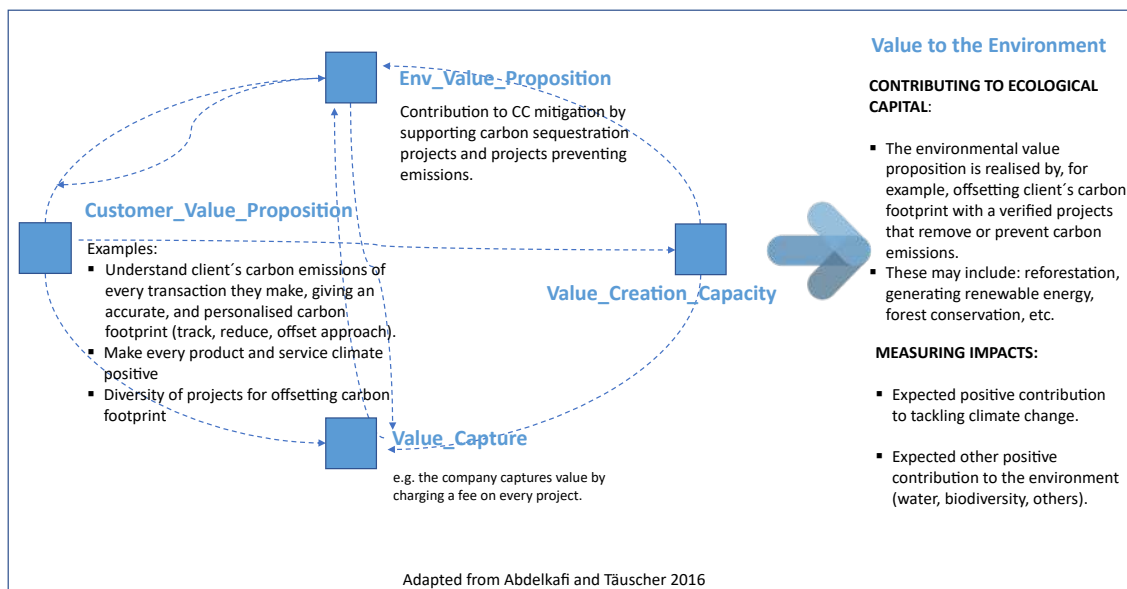 Env_Value_Proposition
Contribution to CC mitigation by
supporting carbon sequestration
projects and projects preventing
emissions.
Customer_Value_Proposition
Examples:
▪ Understand client´s carbon emissions of
every transaction they make, giving an
accurate, and personalised carbon
footprint (track, reduce, offset approach).
▪ Make every product and service climate
positive
▪ Diversity of projects for offsetting carbon
footprint
Value_Creation_Capacity
Value_Capture
e.g. the company captures value by
charging a fee on every project.
Value to the Environment
CONTRIBUTING TO ECOLOGICAL
CAPITAL:
▪ The environmental value
proposition is realised by, for
example, offsetting client´s carbon
footprint with a verified projects
that remove or prevent carbon
emissions.
▪ These may include: reforestation,
generating renewable energy,
forest conservation, etc.
MEASURING IMPACTS:
▪ Expected positive contribution
to tackling climate change.
▪ Expected other positive
contribution to the environment
(water, biodiversity, others).
Adapted from Abdelkafi and Täuscher 2016